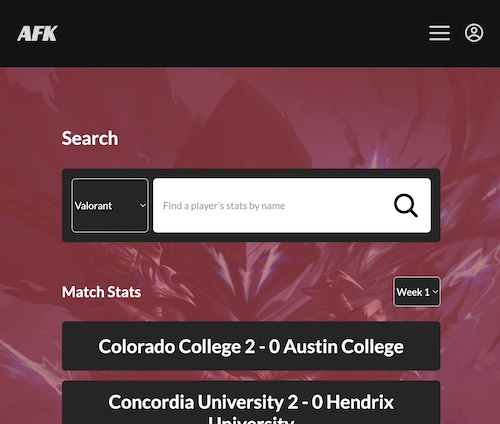 AFK
Search
Valorant
Find a player's stats by name
Match Stats
Week 1
Colorado College 2 - 0 Austin College
Concordia University 2 - 0 Hendrix
University